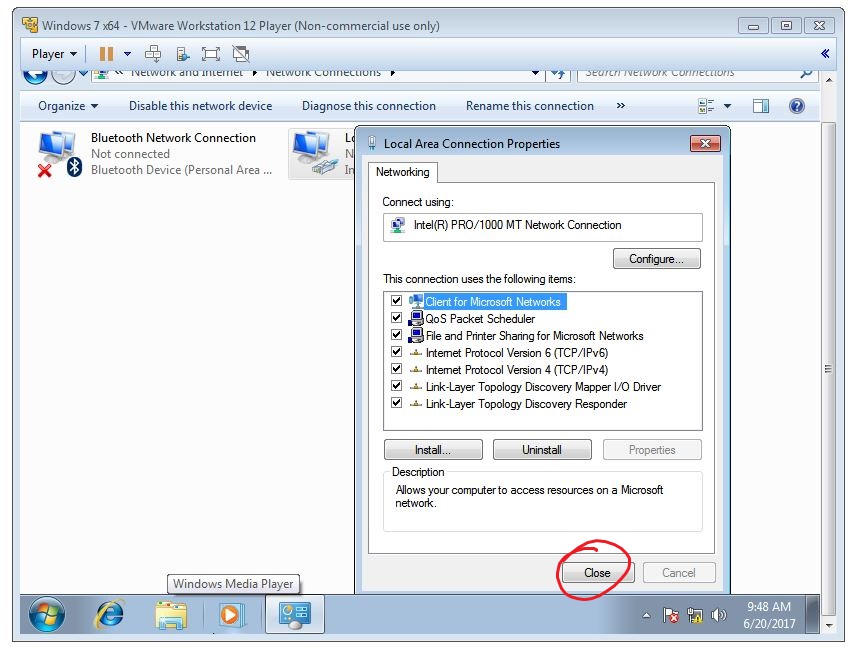 Windows 7 x64 - VMware Workstation 12 Player (Non-commercial use only)
Player
Network and Internet Network Connections Search Network Connections
Organize Disable this network device Diagnose this connection Rename this connection »
Bluetooth Network Connection
Not connected
Bluetooth Device (Personal Area ...
Local Area Connection Properties
Networking
Connect using:
Intel(R) PRO/1000 MT Network Connection
Configure...
This connection uses the following items:
Client for Microsoft Networks
QoS Packet Scheduler
File and Printer Sharing for Microsoft Networks
Internet Protocol Version 6 (TCP/IPv6)
Internet Protocol Version 4 (TCP/IPv4)
Link-Layer Topology Discovery Mapper I/O Driver
Link-Layer Topology Discovery Responder
Install... Uninstall Properties
Description
Allows your computer to access resources on a Microsoft
network.
Close Cancel
Windows Media Player
9:48 AM
6/20/2017